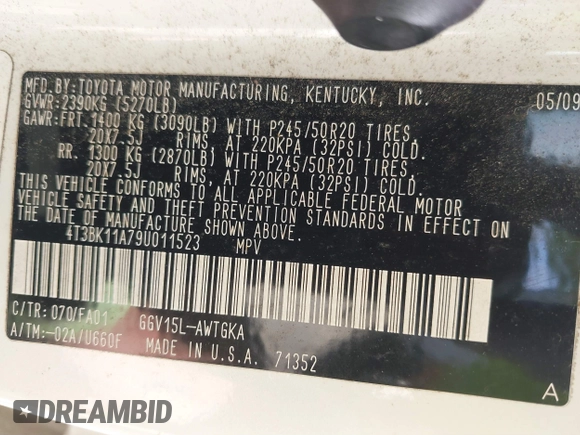 MFD.BY:TOYOTA MOTOR MANUFACTURING, KENTUCKY, INC. 05/09
GVWR:2390KG (5270LB)
GAWR:FRT.1400 KG (3090LB) WITH P245/50R20 TIRES,
20X7.5J RIMS, AT 220KPA (32PSI) COLD.
RR. 1300 KG (2870LB) WITH P245/50R20 TIRES,
20X7.5J RIMS, AT 220KPA (32PSI) COLD.
THIS VEHICLE CONFORMS TO ALL APPLICABLE FEDERAL MOTOR
VEHICLE SAFETY AND THEFT PREVENTION STANDARDS IN EFFECT ON
THE DATE OF MANUFACTURE SHOWN ABOVE.
4T3BK11A79U011523 MPV
C/TR:070/FA01 GGV15L-AWTGKA
A/TM:-02A/U660F MADE IN U.S.A. 71352
A
DREAMBID